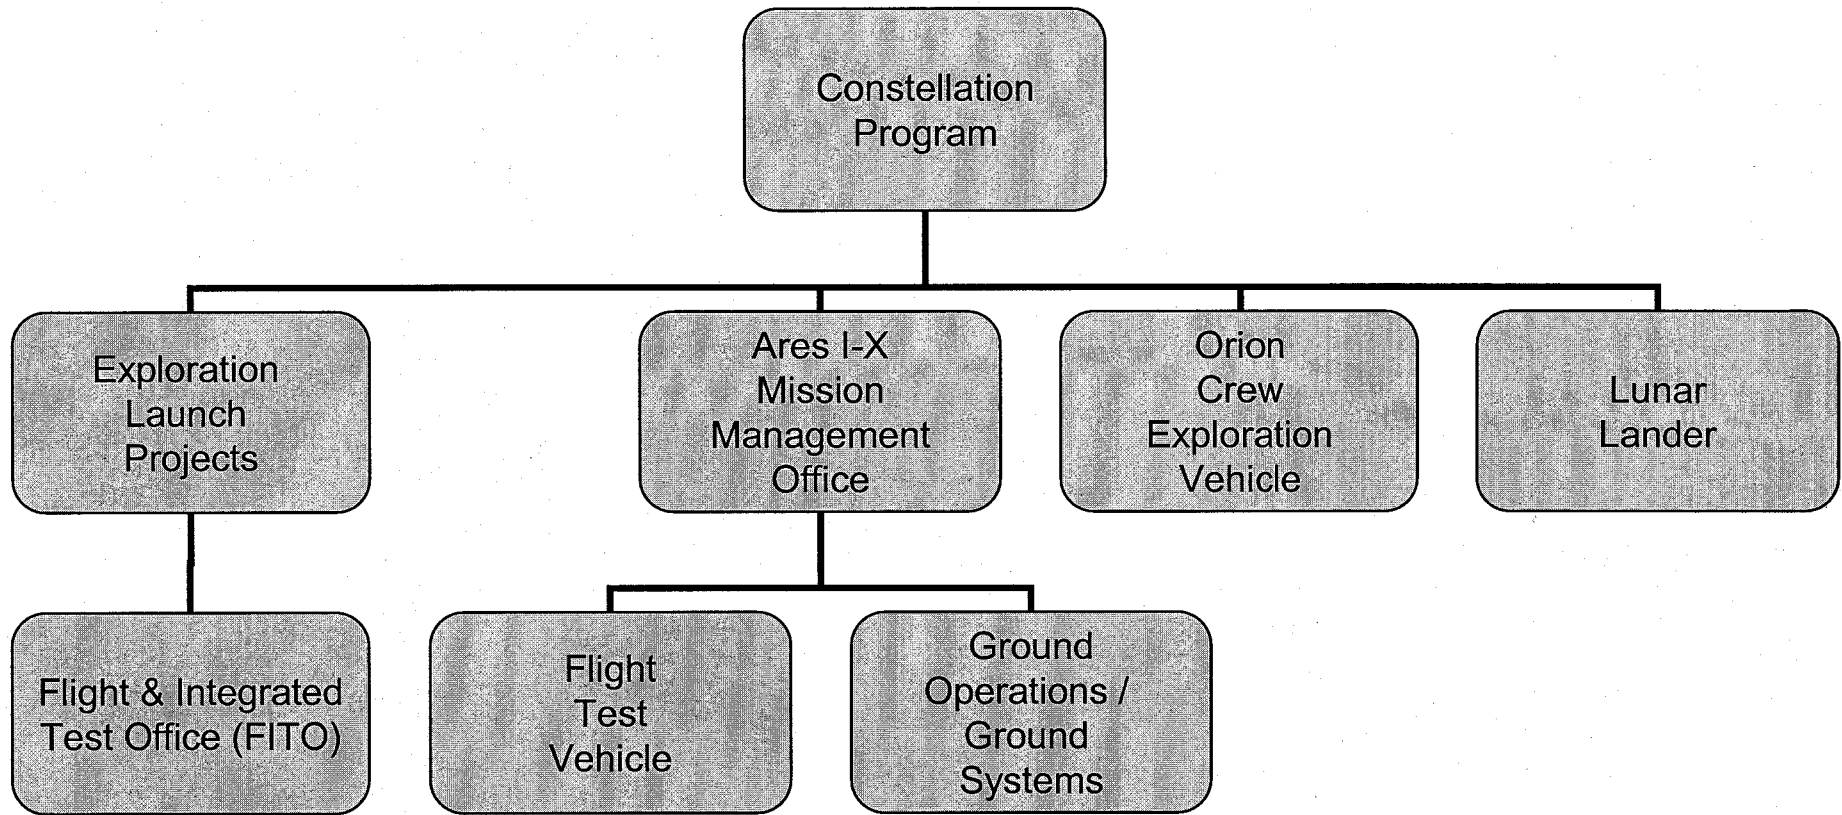 Constellation
Program
Exploration
Launch
Projects
Ares I-X
Mission
Management
Office
Orion
Crew
Exploration
Vehicle
Lunar
Lander
Flight & Integrated
Test Office (FITO)
Flight
Test
Vehicle
Ground
Operations /
Ground
Systems